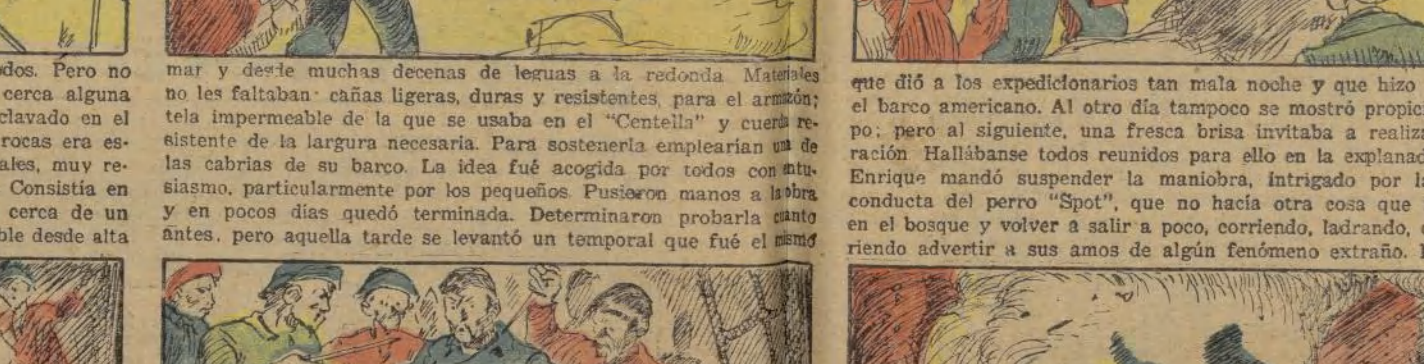 dos. Pero no
cerca alguna
clavado en el
rocas era es-
ales, muy re-
Consistía en
cerca de un
ble desde alta
mar y desde muchas decenas de leguas a la redonda Materiales
no les faltaban· cañas ligeras, duras y resistentes, para el armazón;
tela impermeable de la que se usaba en el "Centella" y cuerda re-
sistente de la largura necesaria. Para sostenerla emplearían una de
las cabrias de su barco. La idea fué acogida por todos con entu-
siasmo, particularmente por los pequeños. Pusieron manos a la obra
y en pocos días quedó terminada. Determinaron probarla cuanto
antes, pero aquella tarde se levantó un temporal que fué el mismo
que dió a los expedicionarios tan mala noche y que hizo
el barco americano. Al otro día tampoco se mostró propic
po; pero al siguiente, una fresca brisa invitaba a realiz
ración Hallábanse todos reunidos para ello en la explanad
Enrique mandó suspender la maniobra, intrigado por l
conducta del perro "Spot", que no hacía otra cosa que
en el bosque y volver a salir a poco, corriendo, ladrando,
riendo advertir a sus amos de algún fenómeno extraño.